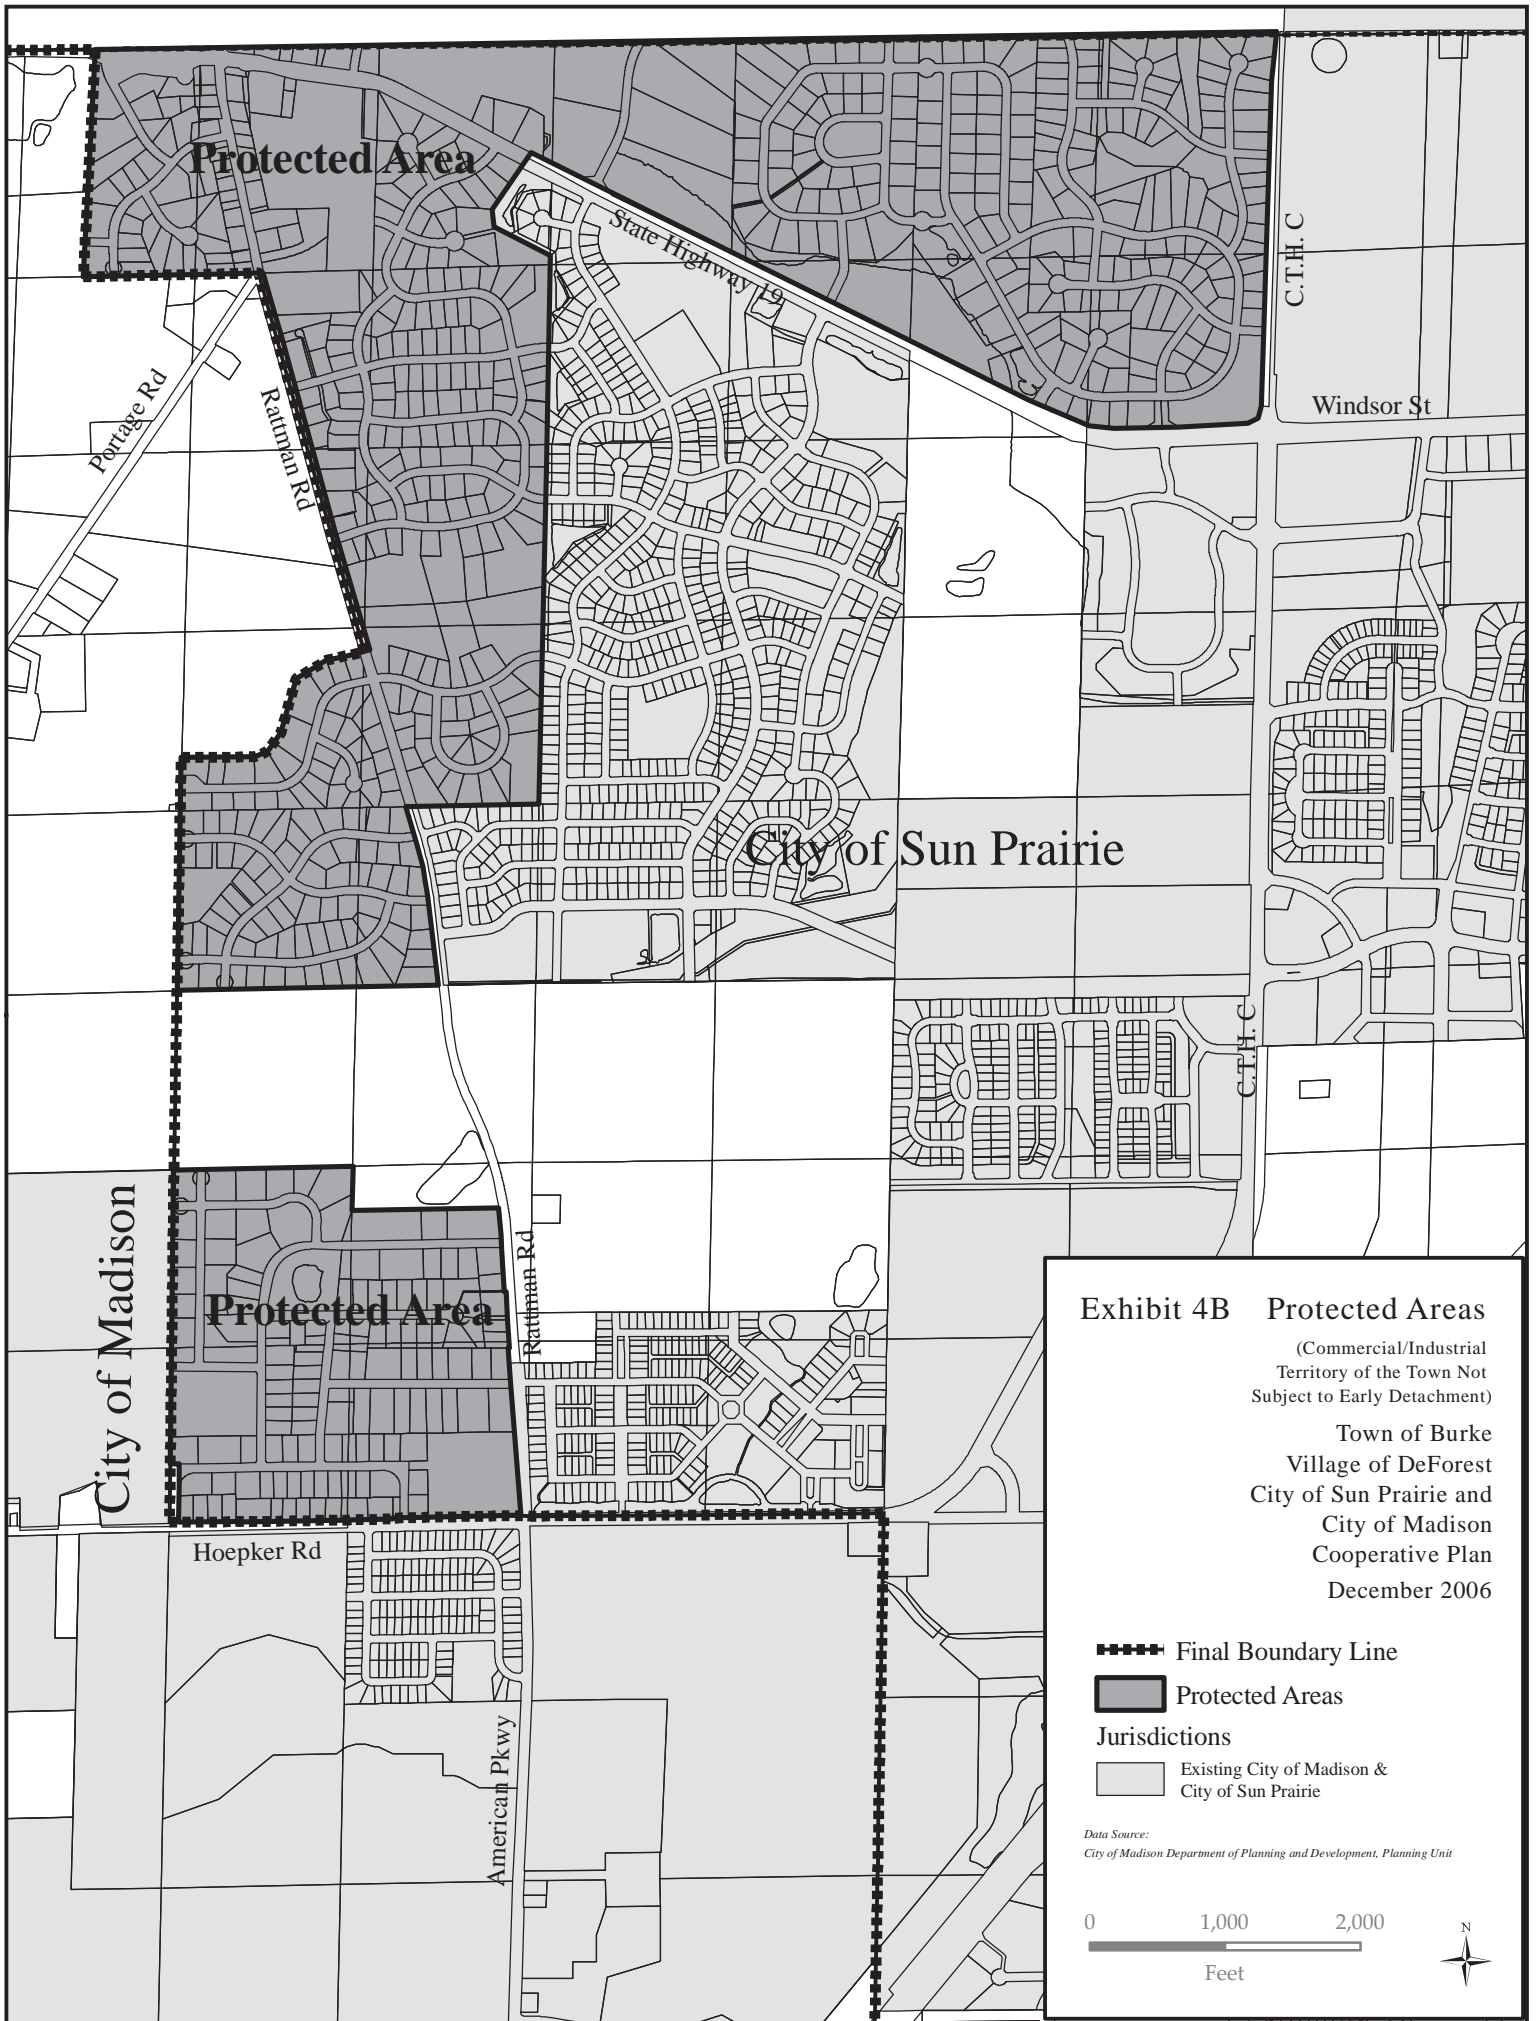 Protected Area
State Highway 19
C.T.H. C
Windsor St
Portage Rd
Rattman Rd
City of Sun Prairie
C.T.H. C
City of Madison
Rattman Rd
Protected Area
Hoepker Rd
American Pkwy
Exhibit 4B Protected Areas
(Commercial/Industrial
Territory of the Town Not
Subject to Early Detachment)
Town of Burke
Village of DeForest
City of Sun Prairie and
City of Madison
Cooperative Plan
December 2006
Final Boundary Line
Protected Areas
Jurisdictions
Existing City of Madison &
City of Sun Prairie
Data Source:
City of Madison Department of Planning and Development, Planning Unit
0 1,000 2,000
Feet
N